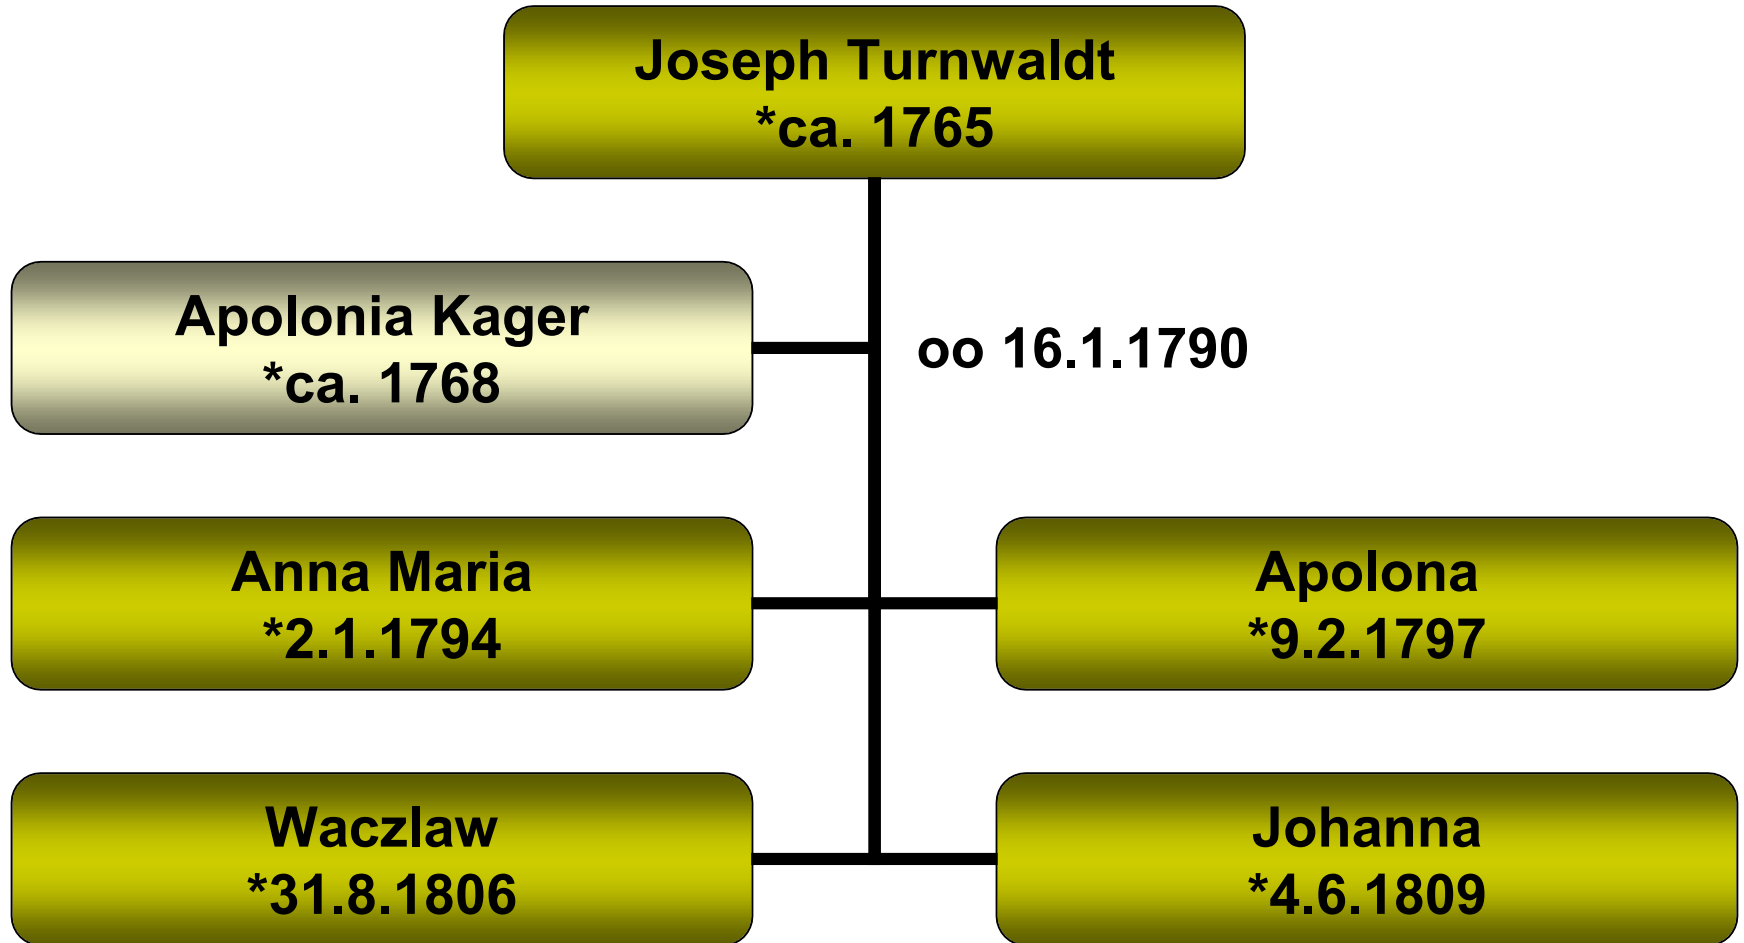 Joseph Turnwaldt
*ca. 1765
Apolonia Kager
*ca. 1768
oo 16.1.1790
Anna Maria
*2.1.1794
Apolona
*9.2.1797
Waczlaw
*31.8.1806
Johanna
*4.6.1809